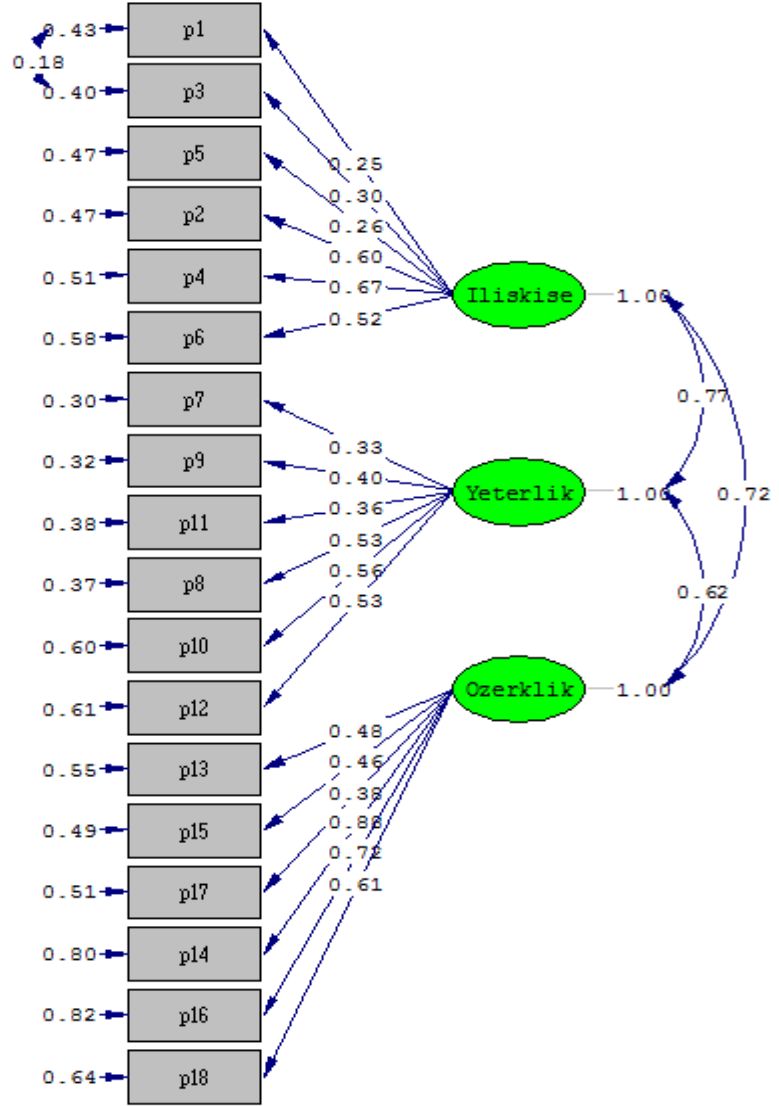 0.43 p1
0.18
0.40 p3
0.47 p5
0.25
0.47 p2
0.30
0.26
0.60
0.51 p4
0.67
Iliskise 1.00
0.52
0.58 p6
0.77
0.30 p7
0.33
0.32 p9
0.40
Yeterlik 1.00 0.72
0.36
0.38 p11
0.53
0.56
0.37 p8
0.62
0.53
0.60 p10
Ozerklik 1.00
0.61 p12
0.48
0.46
0.55 p13
0.38
0.88
0.49 p15
0.72
0.61
0.51 p17
0.80 p14
0.82 p16
0.64 p18